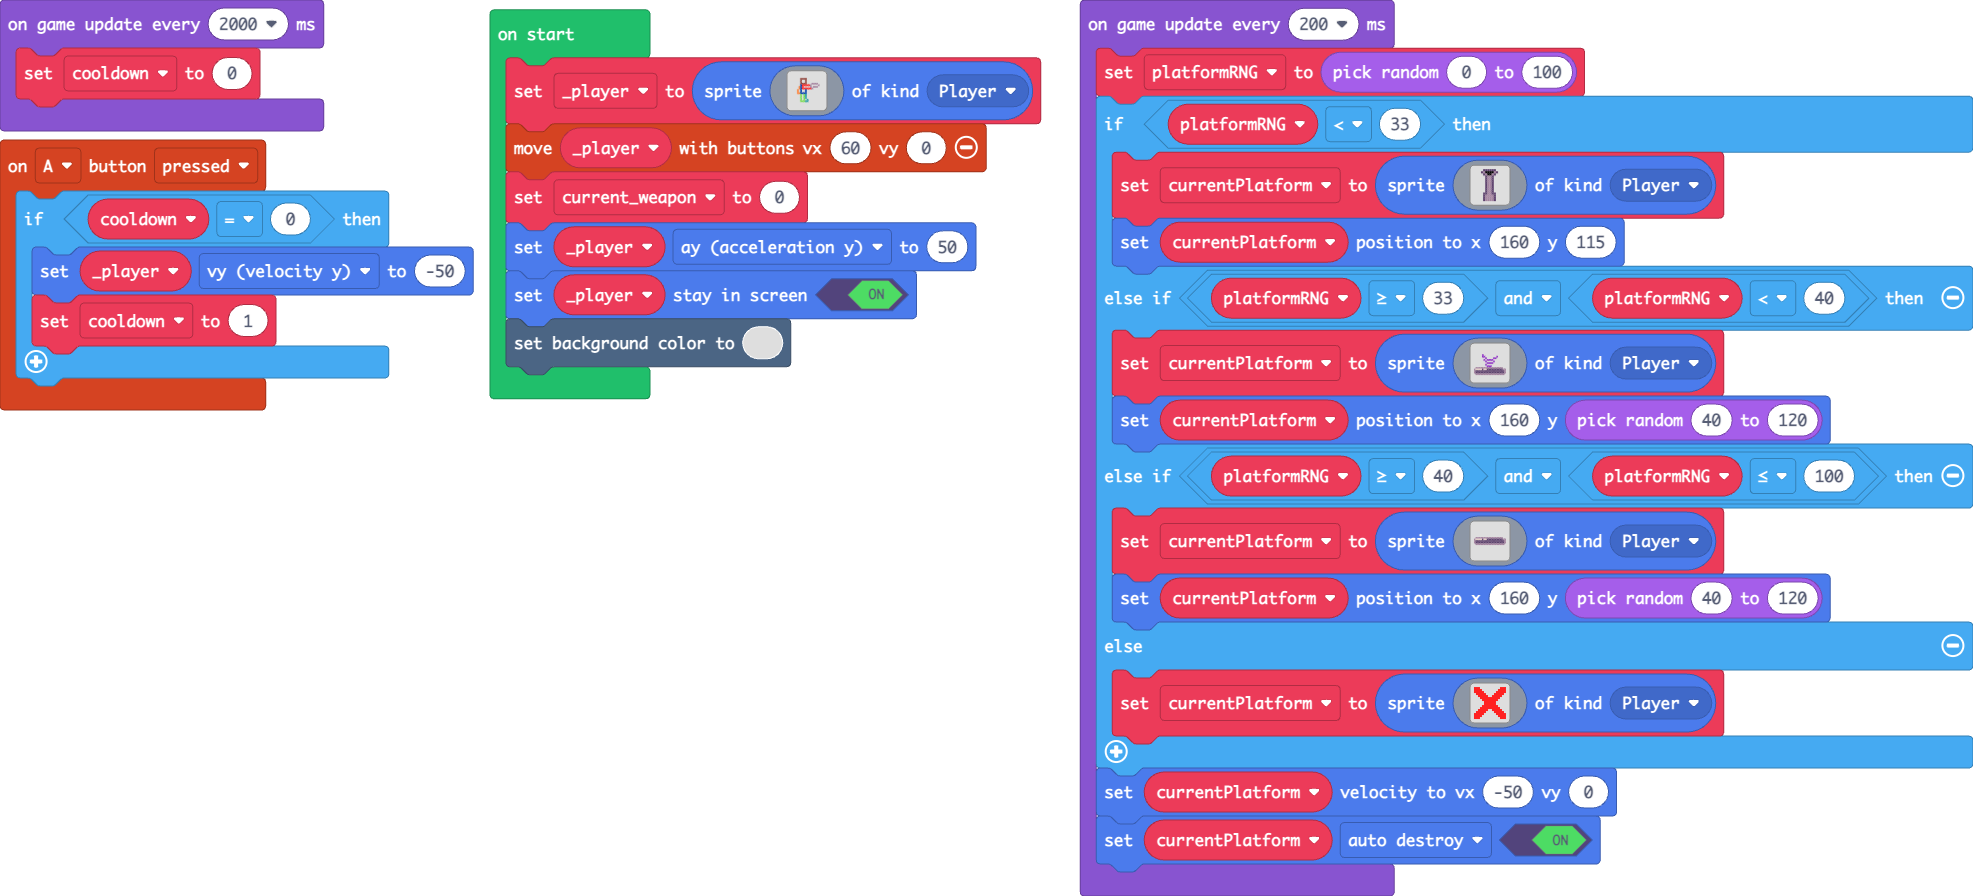 on game update every 2000 ms
set cooldown to 0
on A button pressed
if cooldown = 0 then
set _player vy (velocity y) to -50
set cooldown to 1
on start
set _player to sprite of kind Player
move _player with buttons vx 60 vy 0
set current_weapon to 0
set _player ay (acceleration y) to 50
set _player stay in screen ON
set background color to
on game update every 200 ms
set platformRNG to pick random 0 to 100
if platformRNG < 33 then
set currentPlatform to sprite of kind Player
set currentPlatform position to x 160 y 115
else if platformRNG ≥ 33 and platformRNG < 40 then
set currentPlatform to sprite of kind Player
set currentPlatform position to x 160 y pick random 40 to 120
else if platformRNG ≥ 40 and platformRNG ≤ 100 then
set currentPlatform to sprite of kind Player
set currentPlatform position to x 160 y pick random 40 to 120
else
set currentPlatform to sprite of kind Player
set currentPlatform velocity to vx -50 vy 0
set currentPlatform auto destroy ON